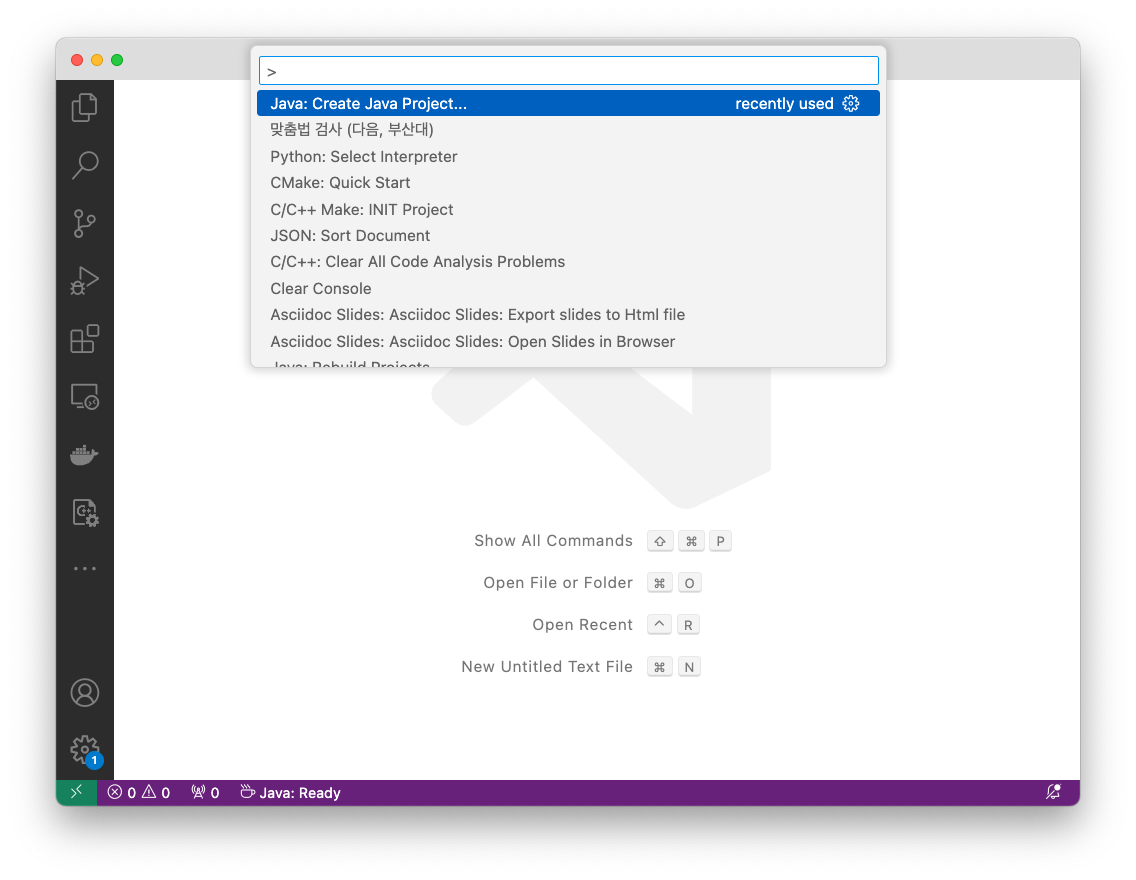 >
Java: Create Java Project... recently used
맞춤법 검사 (다음, 부산대)
Python: Select Interpreter
CMake: Quick Start
C/C++ Make: INIT Project
JSON: Sort Document
C/C++: Clear All Code Analysis Problems
Clear Console
Asciidoc Slides: Asciidoc Slides: Export slides to Html file
Asciidoc Slides: Asciidoc Slides: Open Slides in Browser
Java: Rebuild Projects
C++
Show All Commands ⇧ ⌘ P
Open File or Folder ⌘ O
Open Recent ^ R
New Untitled Text File ⌘ N
1
0 0 0 Java: Ready